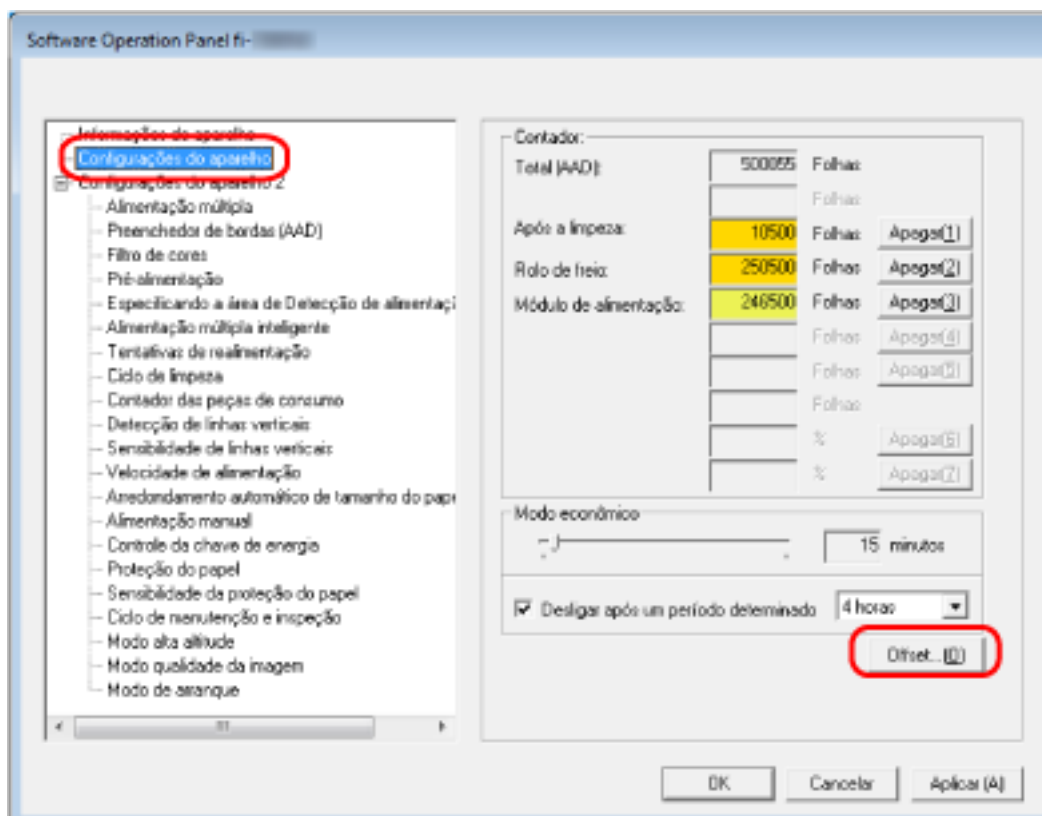 Software Operation Panel fi-
Informações do aparelho
Configurações do aparelho
Configurações do aparelho 2
Alimentação múltipla
Preenchedor de bordas (AAD)
Filtro de cores
Pré-alimentação
Especificando a área de Detecção de alimentaç
Alimentação múltipla inteligente
Tentativas de realimentação
Ciclo de limpeza
Contador das peças de consumo
Detecção de linhas verticais
Sensibilidade de linhas verticais
Velocidade de alimentação
Arredondamento automático de tamanho do pape
Alimentação manual
Controle da chave de energia
Proteção do papel
Sensibilidade da proteção do papel
Ciclo de manutenção e inspeção
Modo alta altitude
Modo qualidade da imagem
Modo de arranque
Contador:
Total (AAD): 500055 Folhas
Folhas
Após a limpeza: 10500 Folhas Apagar(1)
Rolo de freio: 250500 Folhas Apagar(2)
Módulo de alimentação: 246500 Folhas Apagar(3)
Folhas Apagar(4)
Folhas Apagar(5)
Folhas
% Apagar(6)
% Apagar(7)
Modo econômico
15 minutos
Desligar após um período determinado 4 horas
Offset...(O)
OK Cancelar Aplicar (A)